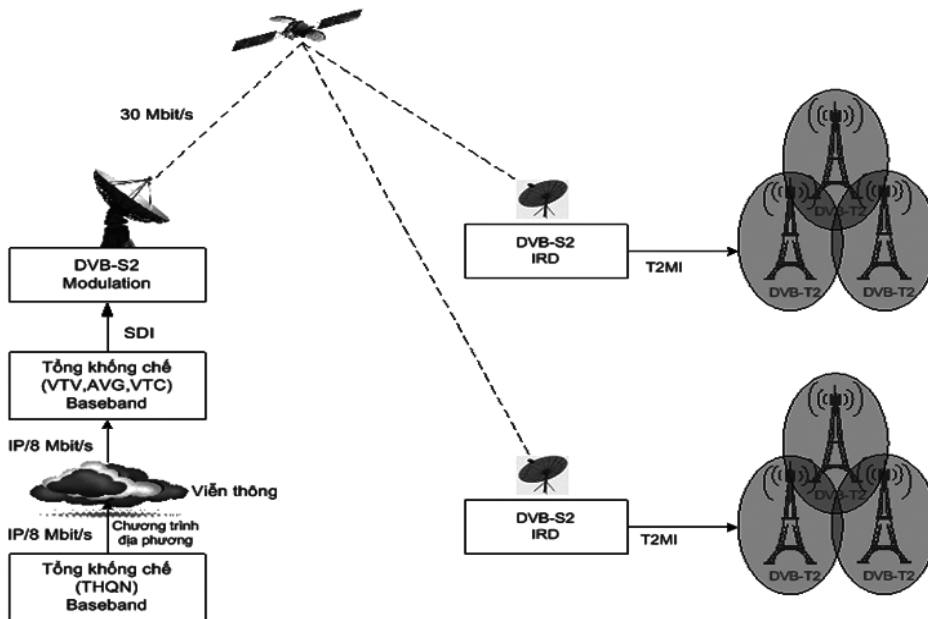 30 Mbit/s
DVB-S2
Modulation
SDI
Tổng khống chế
(VTV,AVG,VTC)
Baseband
IP/8 Mbit/s
Viễn thông
IP/8 Mbit/s
Chương trình
địa phương
Tổng khống chế
(THQN)
Baseband
DVB-S2
IRD
T2MI
DVB-T2
DVB-T2
DVB-T2
DVB-S2
IRD
T2MI
DVB-T2
DVB-T2
DVB-T2